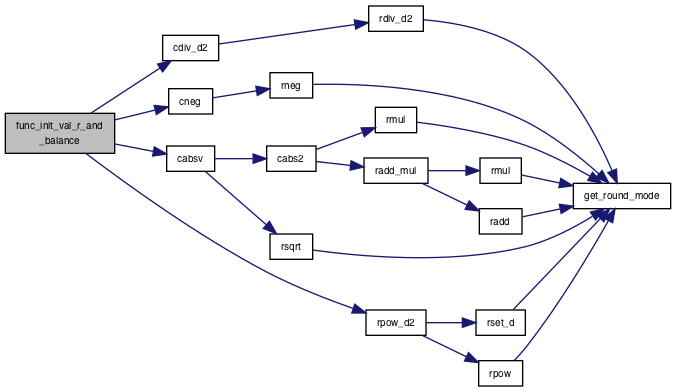 rdiv_d2
cdiv_d2
rneg
cneg
func_init_val_r_and
_balance
rmul
cabsv
cabs2
radd_mul
rmul
get_round_mode
radd
rsqrt
rpow_d2
rset_d
rpow